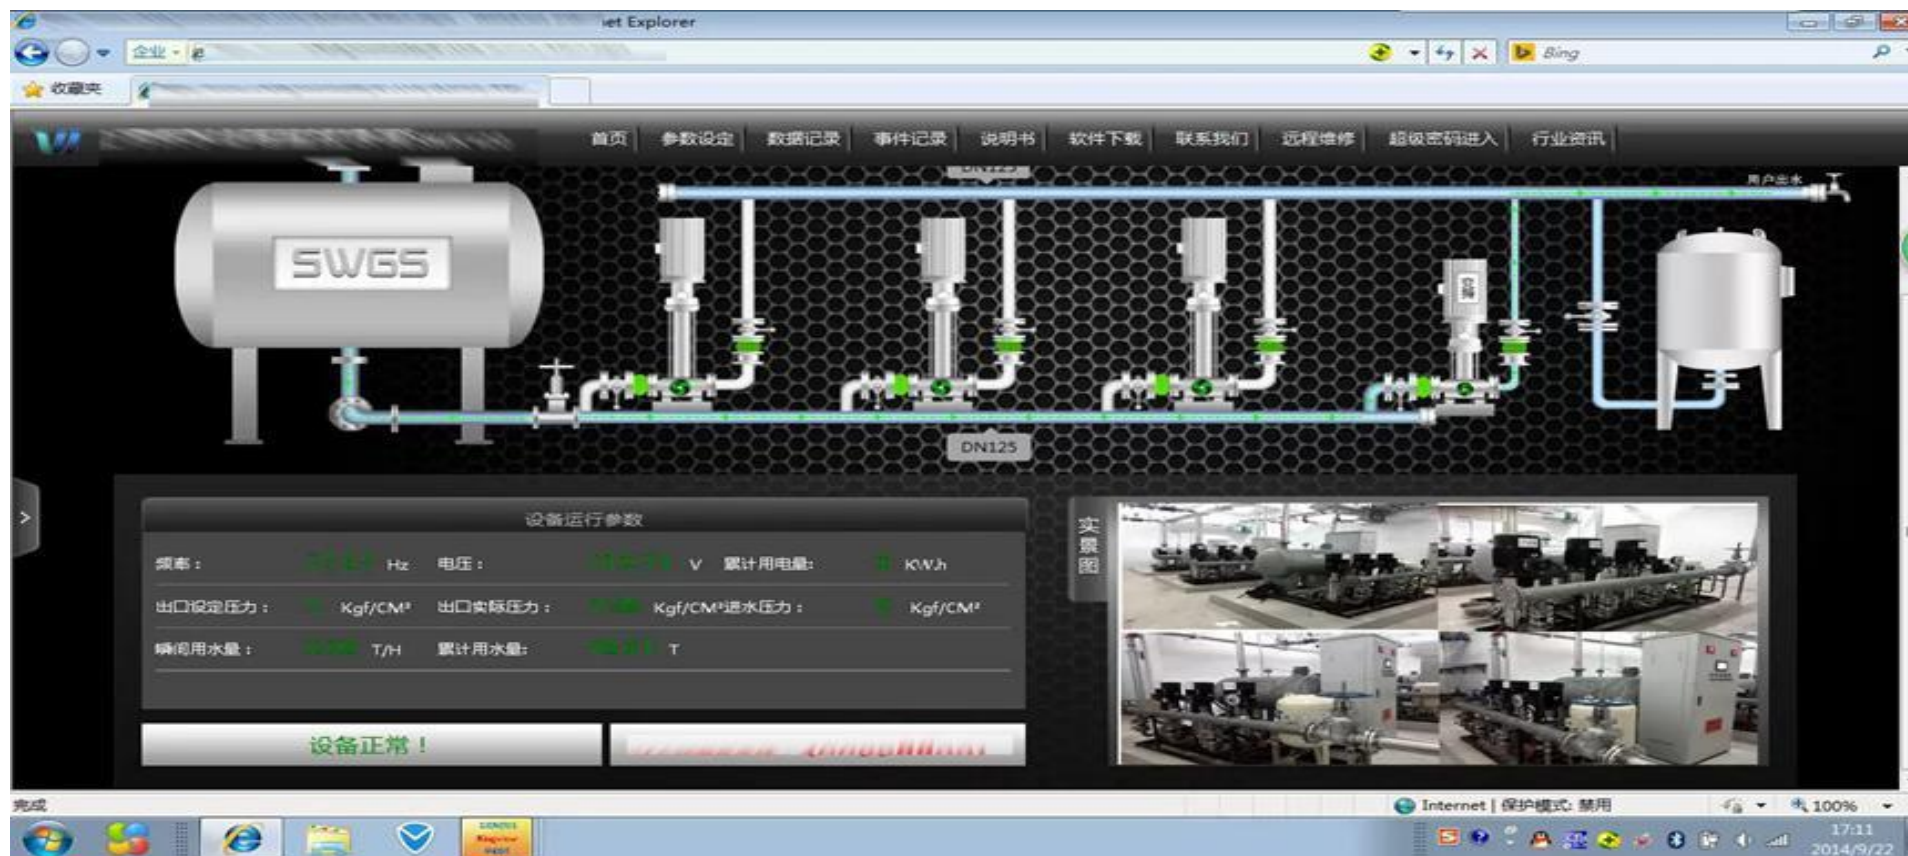 et Explorer
企业
Bing
收藏夹
首页 参数设定 数据记录 事件记录 说明书 软件下载 联系我们 远程维修 超级密码进入 行业资讯
DN125
用户出水
SWGS
DN125
设备运行参数
实景图
频率： Hz 电压： V 累计用电量: KW.h
出口设定压力： Kgf/CM² 出口实际压力： Kgf/CM²进水压力： Kgf/CM²
瞬间用水量： T/H 累计用水量: T
设备正常！
完成
Internet | 保护模式: 禁用
100%
17:11
2014/9/22